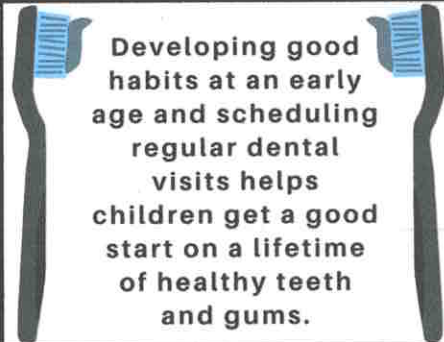 Developing good
habits at an early
age and scheduling
regular dental
visits helps
children get a good
start on a lifetime
of healthy teeth
and gums.